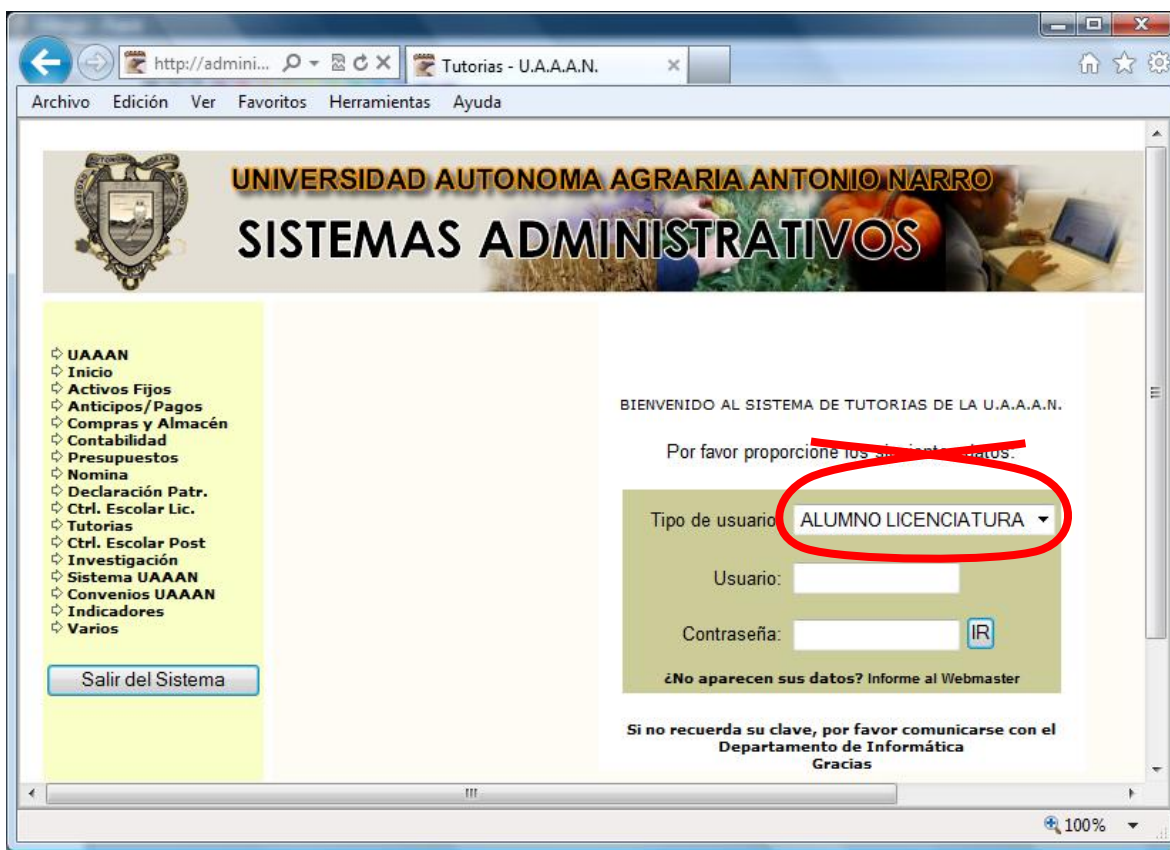 http://admini...
Tutorias - U.A.A.A.N.
Archivo Edición Ver Favoritos Herramientas Ayuda
UNIVERSIDAD AUTONOMA AGRARIA ANTONIO NARRO
SISTEMAS ADMINISTRATIVOS
UAAAN
Inicio
Activos Fijos
Anticipos/Pagos
Compras y Almacén
Contabilidad
Presupuestos
Nomina
Declaración Patr.
Ctrl. Escolar Lic.
Tutorias
Ctrl. Escolar Post
Investigación
Sistema UAAAN
Convenios UAAAN
Indicadores
Varios
Salir del Sistema
BIENVENIDO AL SISTEMA DE TUTORIAS DE LA U.A.A.A.N.
Por favor proporcione los siguientes datos:
Tipo de usuario ALUMNO LICENCIATURA
Usuario:
Contraseña: IR
¿No aparecen sus datos? Informe al Webmaster
Si no recuerda su clave, por favor comunicarse con el
Departamento de Informática
Gracias
100%